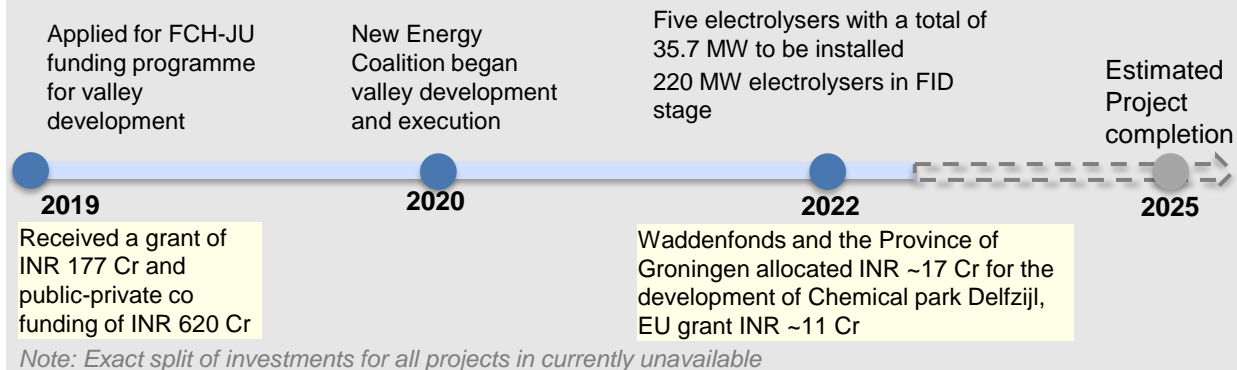 Applied for FCH-JU
funding programme
for valley
development
New Energy
Coalition began
valley development
and execution
Five electrolysers with a total of
35.7 MW to be installed
220 MW electrolysers in FID
stage
Estimated
Project
completion
2019
2020
2022
2025
Received a grant of
INR 177 Cr and
public-private co
funding of INR 620 Cr
Waddenfonds and the Province of
Groningen allocated INR ~17 Cr for the
development of Chemical park Delfzijl,
EU grant INR ~11 Cr
Note: Exact split of investments for all projects in currently unavailable